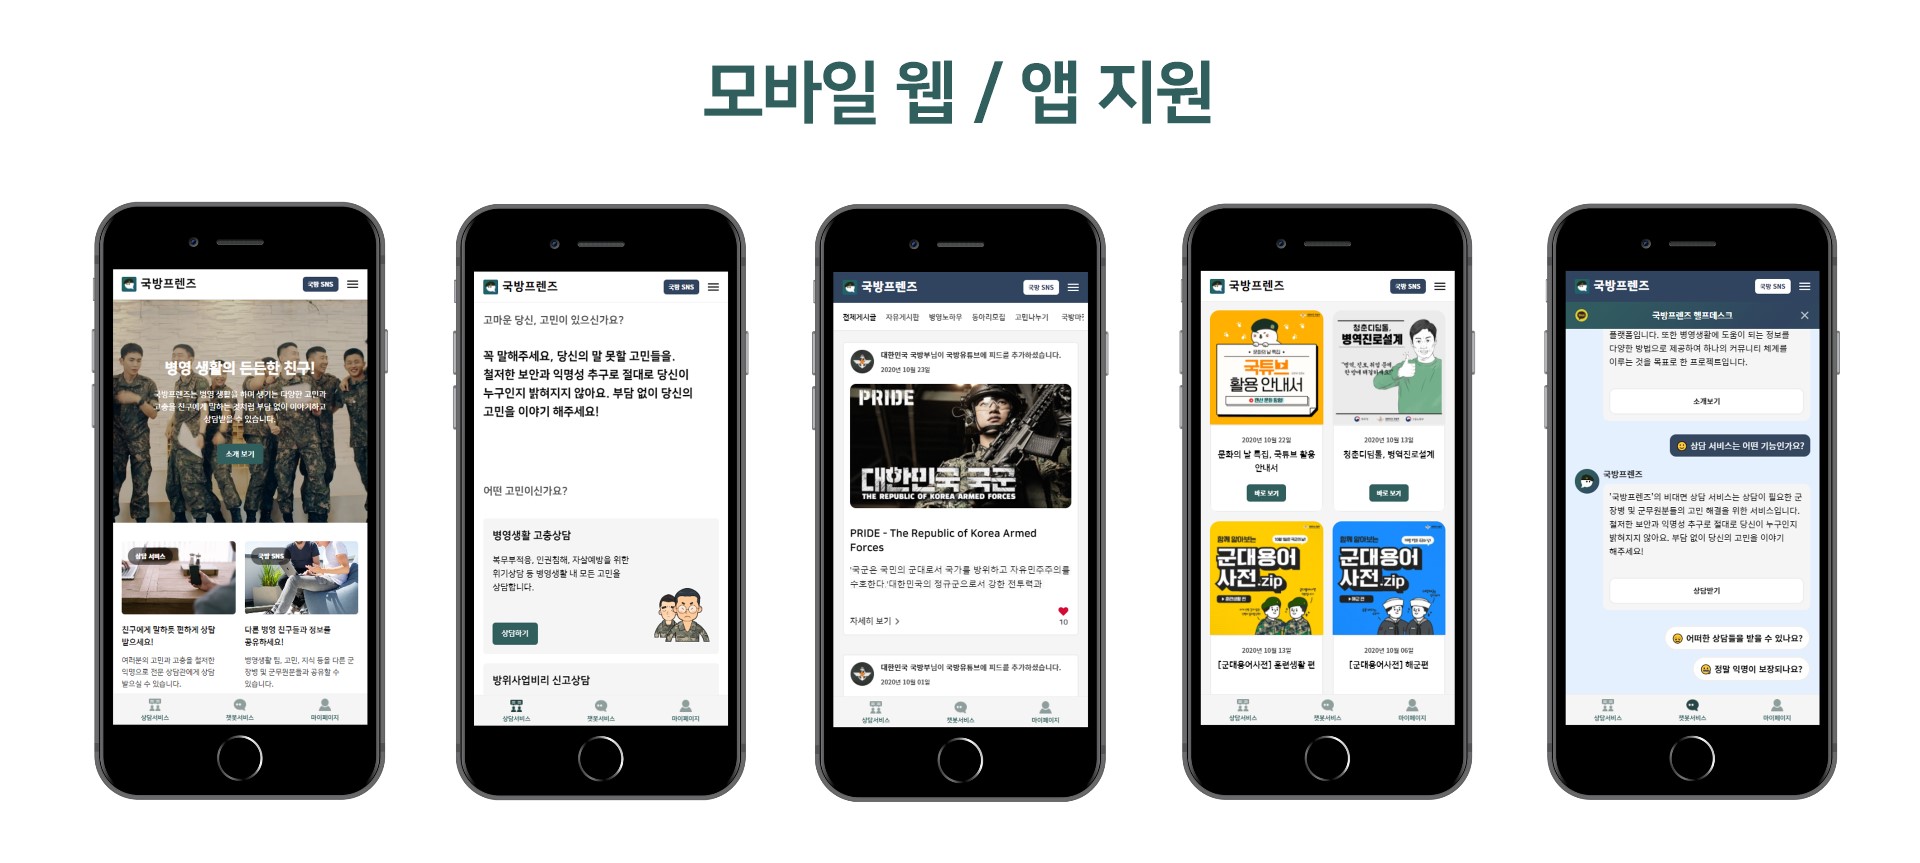 모바일 웹 / 앱 지원
국방프렌즈
국방 SNS
병영 생활의 든든한 친구!
국방프렌즈는 병영 생활을 하며 생기는 다양한 고민과
고충을 친구에게 말하는 것처럼 부담 없이 이야기하고
상담받을 수 있습니다.
소개 보기
상담 서비스
국방 SNS
친구에게 말하듯 편하게 상담
받으세요!
다른 병영 친구들과 정보를
공유하세요!
여러분의 고민과 고충을 철저한
익명으로 전문 상담관에게 상담
받으실 수 있습니다.
병영생활 팁, 고민, 지식 등을 다른 군
장병 및 군무원분들과 공유할 수
있습니다.
상담서비스
챗봇서비스
마이페이지
국방프렌즈
국방 SNS
고마운 당신, 고민이 있으신가요?
꼭 말해주세요, 당신의 말 못할 고민들을.
철저한 보안과 익명성 추구로 절대로 당신이
누구인지 밝혀지지 않아요. 부담 없이 당신의
고민을 이야기 해주세요!
어떤 고민이신가요?
병영생활 고충상담
복무부적응, 인권침해, 자살예방을 위한
위기상담 등 병영생활 내 모든 고민을
상담합니다.
상담하기
방위사업비리 신고상담
상담서비스
챗봇서비스
마이페이지
국방프렌즈
국방 SNS
전체게시글 자유게시판 병영노하우 동아리모집 고민나누기
대한민국 국방부님이 국방유튜브에 피드를 추가하셨습니다.
2020년 10월 23일
PRIDE
대한민국 국군
THE REPUBLIC OF KOREA ARMED FORCES
PRIDE - The Republic of Korea Armed
Forces
'국군은 국민의 군대로서 국가를 방위하고 자유민주주의를
수호한다.'대한민국의 정규군으로서 강한 전투력과
자세히 보기
10
대한민국 국방부님이 국방유튜브에 피드를 추가하셨습니다.
2020년 10월 01일
상담서비스
챗봇서비스
마이페이지
국방프렌즈
국방 SNS
문화의 날 특집
국튜브
활용 안내서
청춘디딤돌,
병역진로설계
2020년 10월 22일
문화의 날 특집, 국튜브 활용
안내서
바로 보기
2020년 10월 13일
청춘디딤돌, 병역진로설계
바로 보기
함께 알아보는
군대용어
사전.zip
훈련생활 편
함께 알아보는
군대용어
사전.zip
해군 편
2020년 10월 13일
[군대용어사전] 훈련생활 편
2020년 10월 06일
[군대용어사전] 해군편
상담서비스
챗봇서비스
마이페이지
국방프렌즈
국방 SNS
국방프렌즈 헬프데스크
플랫폼입니다. 또한 병영생활에 도움이 되는 정보를
다양한 방법으로 제공하여 하나의 커뮤니티 체계를
이루는 것을 목표로 한 프로젝트입니다.
소개보기
상담 서비스는 어떤 기능인가요?
국방프렌즈
'국방프렌즈'의 비대면 상담 서비스는 상담이 필요한 군
장병 및 군무원분들의 고민 해결을 위한 서비스입니다.
철저한 보안과 익명성 추구로 절대로 당신이 누구인지
밝혀지지 않아요. 부담 없이 당신의 고민을 이야기
해주세요!
상담받기
어떠한 상담들을 받을 수 있나요?
정말 익명이 보장되나요?
상담서비스
챗봇서비스
마이페이지